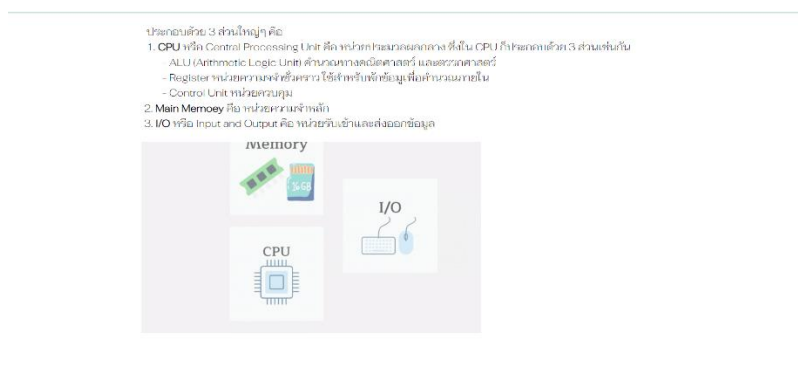 ประกอบด้วย 3 ส่วนใหญ่ๆ คือ
1. CPU หรือ Central Processing Unit คือ หน่วยประมวลผลกลาง ซึ่งใน CPU ก็ประกอบด้วย 3 ส่วนเช่นกัน
- ALU (Arithmetic Logic Unit) คำนวณทางคณิตศาสตร์ และตรรกศาสตร์
- Register หน่วยความจำชั่วคราว ใช้สำหรับพักข้อมูลเพื่อคำนวณภายใน
- Control Unit หน่วยควบคุม
2. Main Memoey คือ หน่วยความจำหลัก
3. I/O หรือ Input and Output คือ หน่วยรับเข้าและส่งออกข้อมูล
Memory
16 GB
I/O
CPU